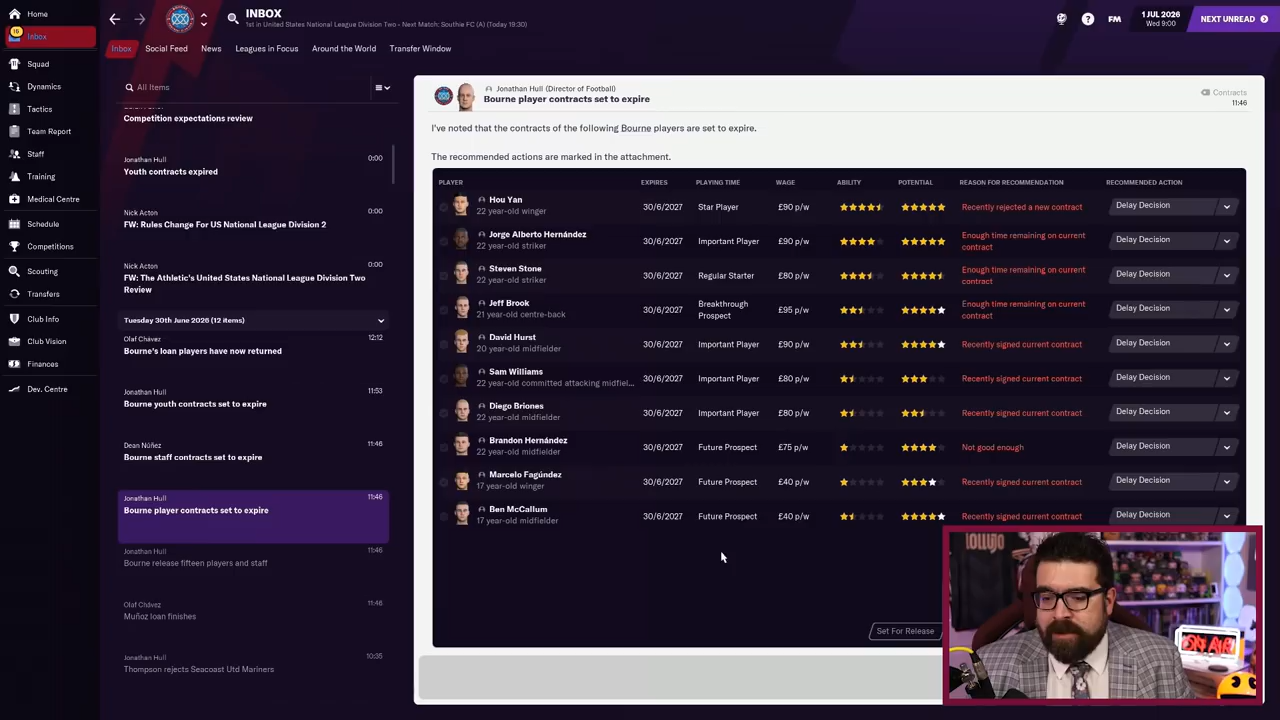 Home
INBOX
1st in United States National League Division Two - Next Match: Southie FC (A) (Today 19:30)
FM
1 JUL 2026
Wed 9:00
NEXT UNREAD
Inbox
Squad
Dynamics
Tactics
Team Report
Staff
Training
Medical Centre
Schedule
Competitions
Scouting
Transfers
Club Info
Club Vision
Finances
Dev. Centre
Inbox
Social Feed
News
Leagues in Focus
Around the World
Transfer Window
All Items
Competition expectations review
Jonathan Hull 0:00
Youth contracts expired
Nick Acton 0:00
FW: Rules Change For US National League Division 2
Nick Acton 0:00
FW: The Athletic's United States National League Division Two
Review
Tuesday 30th June 2026 (12 items)
Olaf Chávez 12:12
Bourne's loan players have now returned
Jonathan Hull 11:53
Bourne youth contracts set to expire
Dean Núñez 11:46
Bourne staff contracts set to expire
Jonathan Hull 11:46
Bourne player contracts set to expire
Jonathan Hull 11:46
Bourne release fifteen players and staff
Olaf Chávez 11:46
Muñoz loan finishes
Jonathan Hull 10:35
Thompson rejects Seacoast Utd Mariners
Jonathan Hull (Director of Football)
Bourne player contracts set to expire
Contracts
11:46
I've noted that the contracts of the following Bourne players are set to expire.
The recommended actions are marked in the attachment.
PLAYER EXPIRES PLAYING TIME WAGE ABILITY POTENTIAL REASON FOR RECOMMENDATION RECOMMENDED ACTION
Hou Yan
22 year-old winger
30/6/2027 Star Player £90 p/w Recently rejected a new contract Delay Decision
Jorge Alberto Hernández
22 year-old striker
30/6/2027 Important Player £90 p/w Enough time remaining on current
contract
Delay Decision
Steven Stone
22 year-old striker
30/6/2027 Regular Starter £80 p/w Enough time remaining on current
contract
Delay Decision
Jeff Brook
21 year-old centre-back
30/6/2027 Breakthrough
Prospect
£95 p/w Enough time remaining on current
contract
Delay Decision
David Hurst
20 year-old midfielder
30/6/2027 Important Player £90 p/w Recently signed current contract Delay Decision
Sam Williams
22 year-old committed attacking midfiel...
30/6/2027 Important Player £80 p/w Recently signed current contract Delay Decision
Diego Briones
22 year-old midfielder
30/6/2027 Important Player £80 p/w Recently signed current contract Delay Decision
Brandon Hernández
22 year-old midfielder
30/6/2027 Future Prospect £75 p/w Not good enough Delay Decision
Marcelo Fagúndez
17 year-old winger
30/6/2027 Future Prospect £40 p/w Recently signed current contract Delay Decision
Ben McCallum
17 year-old midfielder
30/6/2027 Future Prospect £40 p/w Recently signed current contract Delay Decision
Set For Release
ON AIR